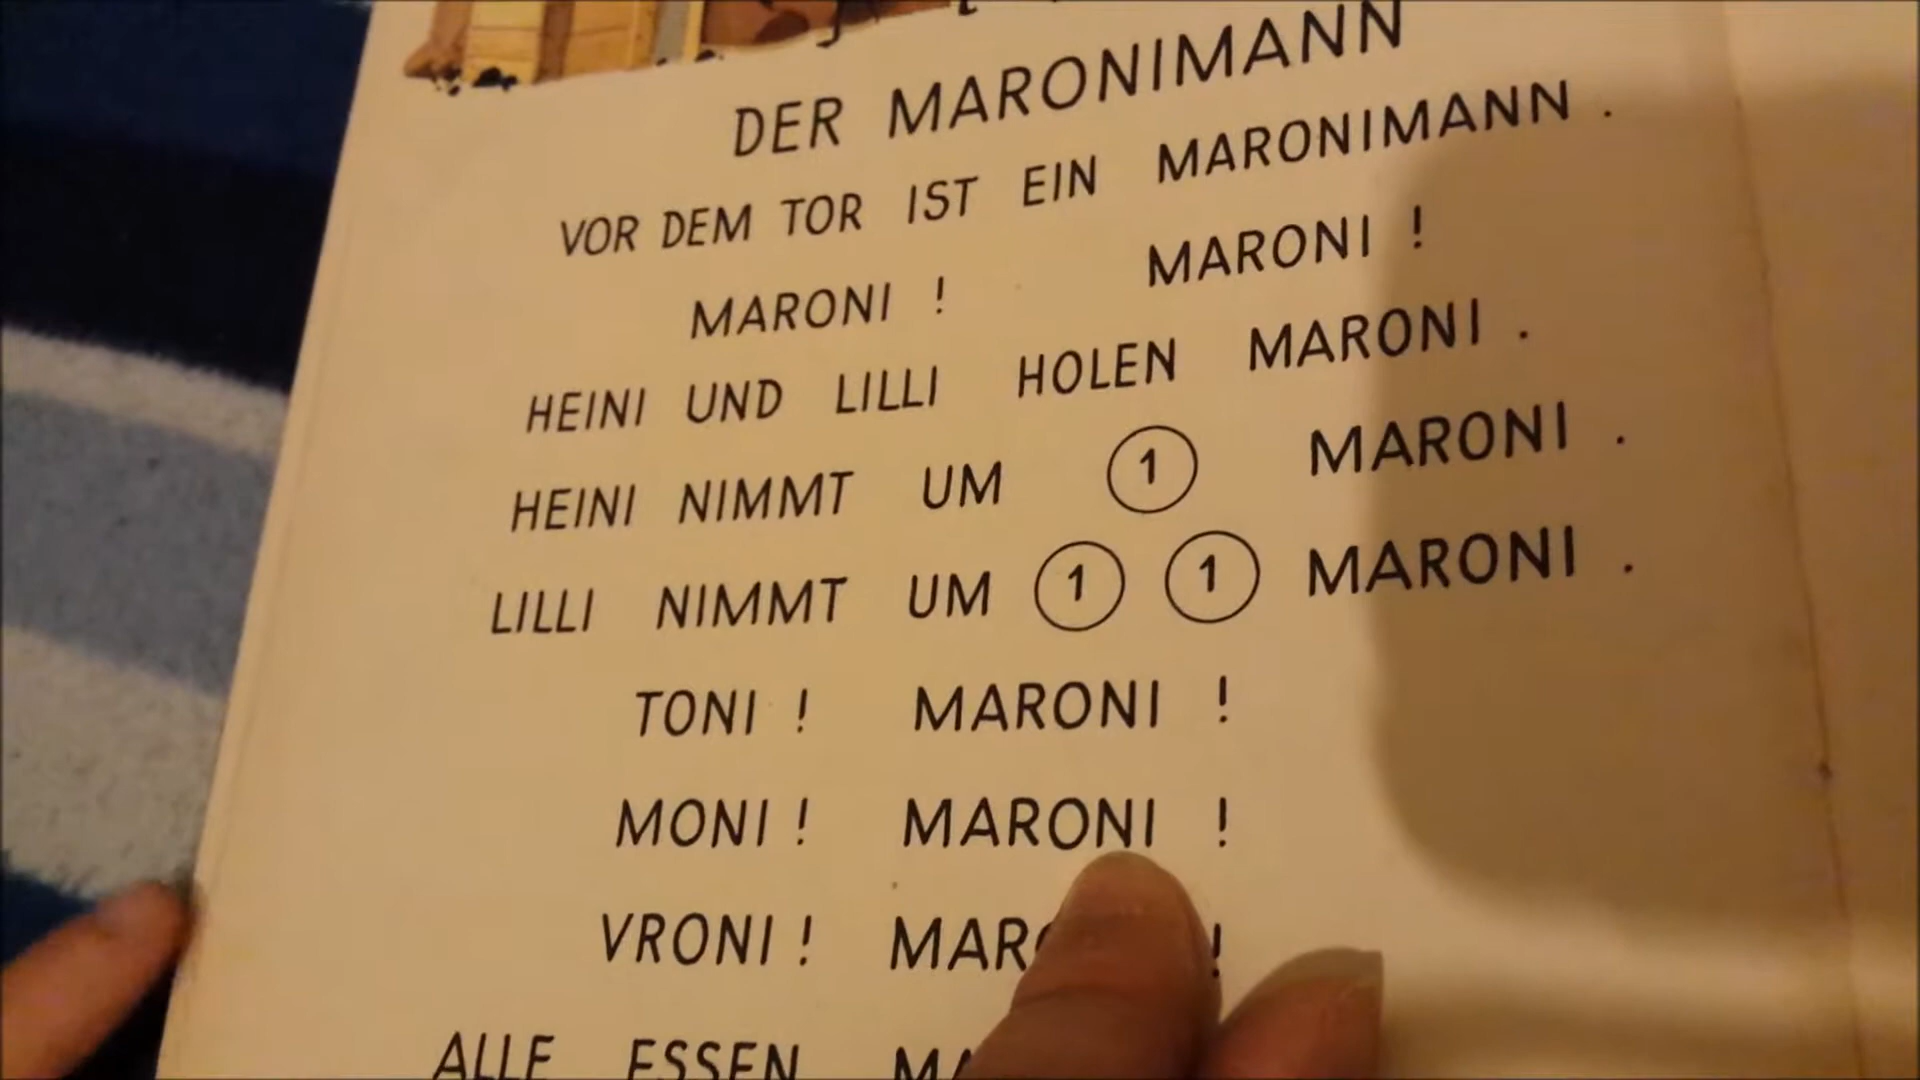 DER MARONIMANN
VOR DEM TOR IST EIN MARONIMANN .
MARONI ! MARONI !
HEINI UND LILLI HOLEN MARONI .
HEINI NIMMT UM 1 MARONI .
LILLI NIMMT UM 1 1 MARONI .
TONI ! MARONI !
MONI ! MARONI !
VRONI ! !
ALLE ESSEN